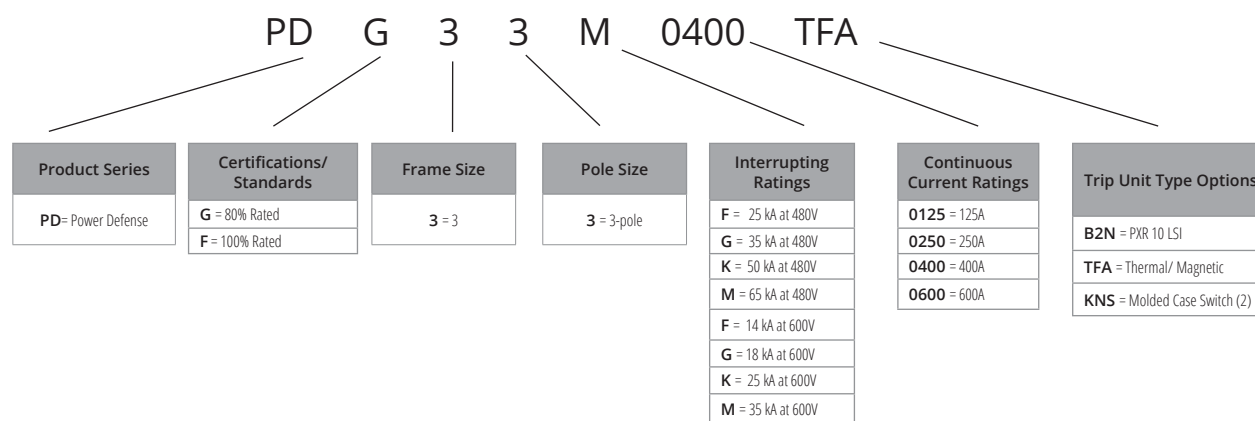 PD G 3 3 M 0400 TFA
Product Series
PD= Power Defense
Certifications/
Standards
G = 80% Rated
F = 100% Rated
Frame Size
3 = 3
Pole Size
3 = 3-pole
Interrupting
Ratings
F = 25 kA at 480V
G = 35 kA at 480V
K = 50 kA at 480V
M = 65 kA at 480V
F = 14 kA at 600V
G = 18 kA at 600V
K = 25 kA at 600V
M = 35 kA at 600V
Continuous
Current Ratings
0125 = 125A
0250 = 250A
0400 = 400A
0600 = 600A
Trip Unit Type Options
B2N = PXR 10 LSI
TFA = Thermal/ Magnetic
KNS = Molded Case Switch (2)